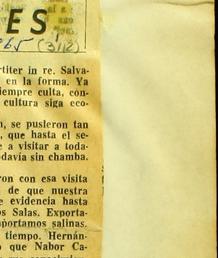 ES
65 (3/12)
rtiter in re. Salva-
en la forma. Ya
iempre culta, con-
cultura siga eco-
n, se pusieron tan
, que hasta el se-
e a visitar a toda-
odavía sin chamba.
ron con esa visita
de que nuestra
e evidencia hasta
os Salas. Exporta-
mportamos salinas.
tiempo. Hernán-
o que Nabor Ca-